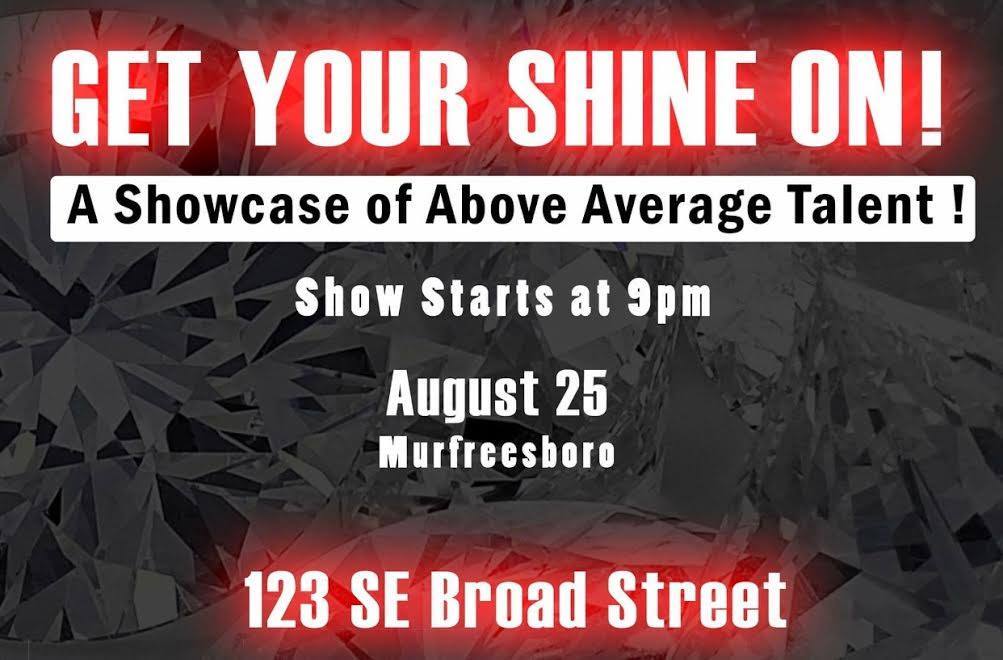 GET YOUR SHINE ON!
A Showcase of Above Average Talent !
Show Starts at 9pm
August 25
Murfreesboro
123 SE Broad Street